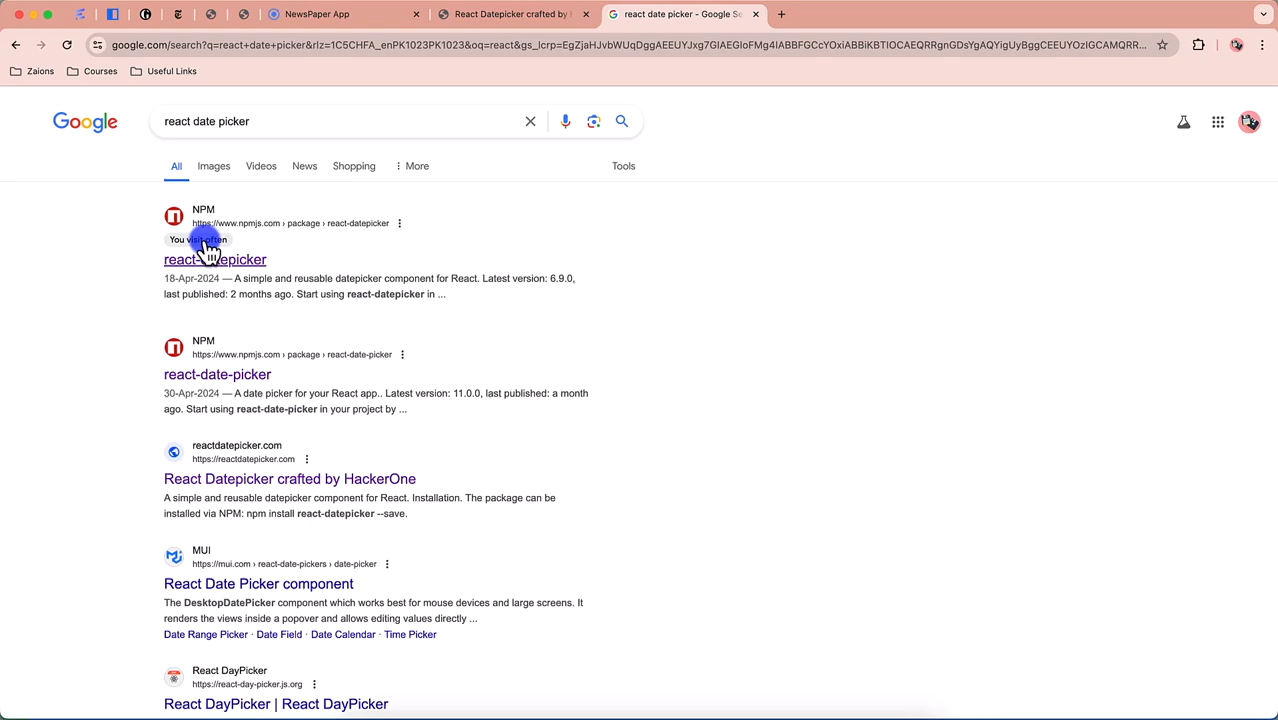 NewsPaper App
React Datepicker crafted by
react date picker - Google Se
google.com/search?q=react+date+picker&rlz=1C5CHFA_enPK1023PK1023&oq=react&gs_lcrp=EgZjaHJvbWUqDggAEEUYJxg7GIAEGIoFMg4IABBFGCcYOxiABBiKBTIOCAEQRRgnGDsYgAQYigUyBggCEEUYOzIGCAMQRR...
Zaions
Courses
Useful Links
Google
react date picker
All
Images
Videos
News
Shopping
More
Tools
NPM
https://www.npmjs.com › package › react-datepicker
You visit often
react-datepicker
18-Apr-2024 — A simple and reusable datepicker component for React. Latest version: 6.9.0,
last published: 2 months ago. Start using react-datepicker in ...
NPM
https://www.npmjs.com › package › react-date-picker
react-date-picker
30-Apr-2024 — A date picker for your React app.. Latest version: 11.0.0, last published: a month
ago. Start using react-date-picker in your project by ...
reactdatepicker.com
https://reactdatepicker.com
React Datepicker crafted by HackerOne
A simple and reusable datepicker component for React. Installation. The package can be
installed via NPM: npm install react-datepicker --save.
MUI
https://mui.com › react-date-pickers › date-picker
React Date Picker component
The DesktopDatePicker component which works best for mouse devices and large screens. It
renders the views inside a popover and allows editing values directly ...
Date Range Picker · Date Field · Date Calendar · Time Picker
React DayPicker
https://react-day-picker.js.org
React DayPicker | React DayPicker